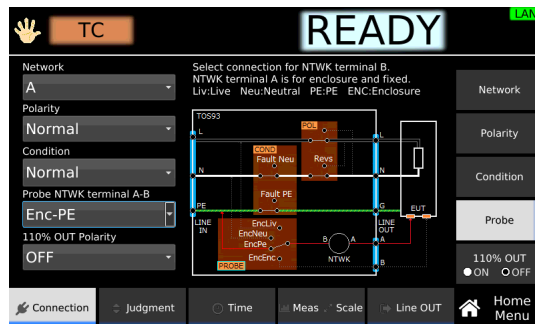 LAN
TC
READY
Network
A
Polarity
Normal
Condition
Normal
Probe NTWK terminal A-B
Enc-PE
110% OUT Polarity
OFF
Select connection for NTWK terminal B.
NTWK terminal A is for enclosure and fixed.
Liv:Live Neu:Neutral PE:PE ENC:Enclosure
TOS93
POL
L
L
COND
Fault Neu
Revs
N
N
Fault PE
PE
G
EUT
LINE IN
LINE OUT
EncLiv
EncNeu
EncPe
EncEnc
B
A
A
NTWK
B
PROBE
Network
Polarity
Condition
Probe
110% OUT
ON OFF
Connection
Judgment
Time
Meas
Scale
Line OUT
Home
Menu